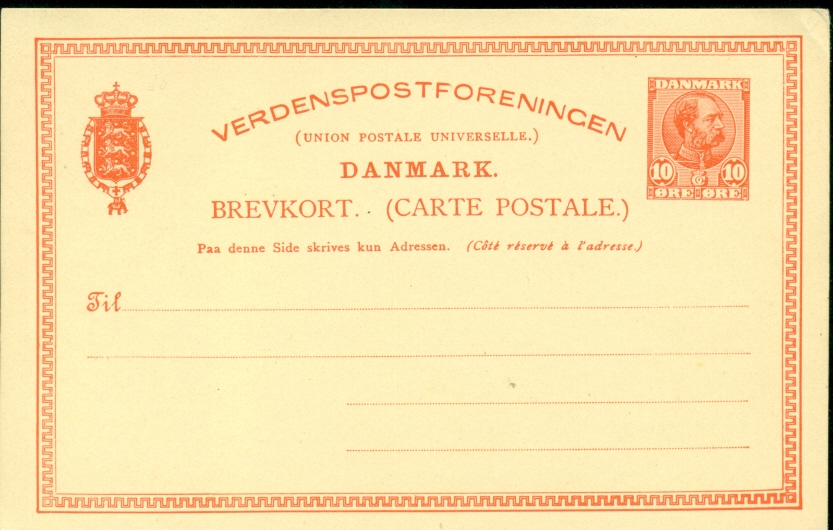 VERDENSPOSTFORENINGEN
(UNION POSTALE UNIVERSELLE.)
DANMARK.
BREVKORT. (CARTE POSTALE.)
Paa denne Side skrives kun Adressen. (Côté réservé à l'adresse.)
DANMARK
10 10
ØRE ØRE
Til